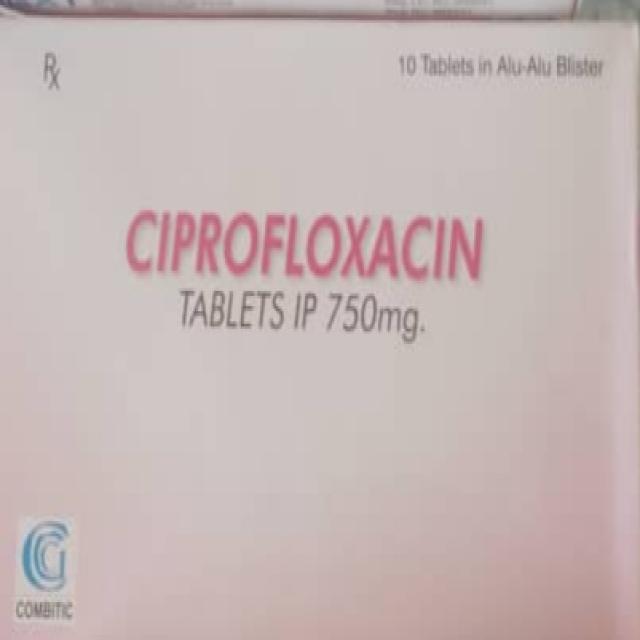 Rx
10 Tablets in Alu-Alu Blister
CIPROFLOXACIN
TABLETS IP 750mg.
COMBITIC